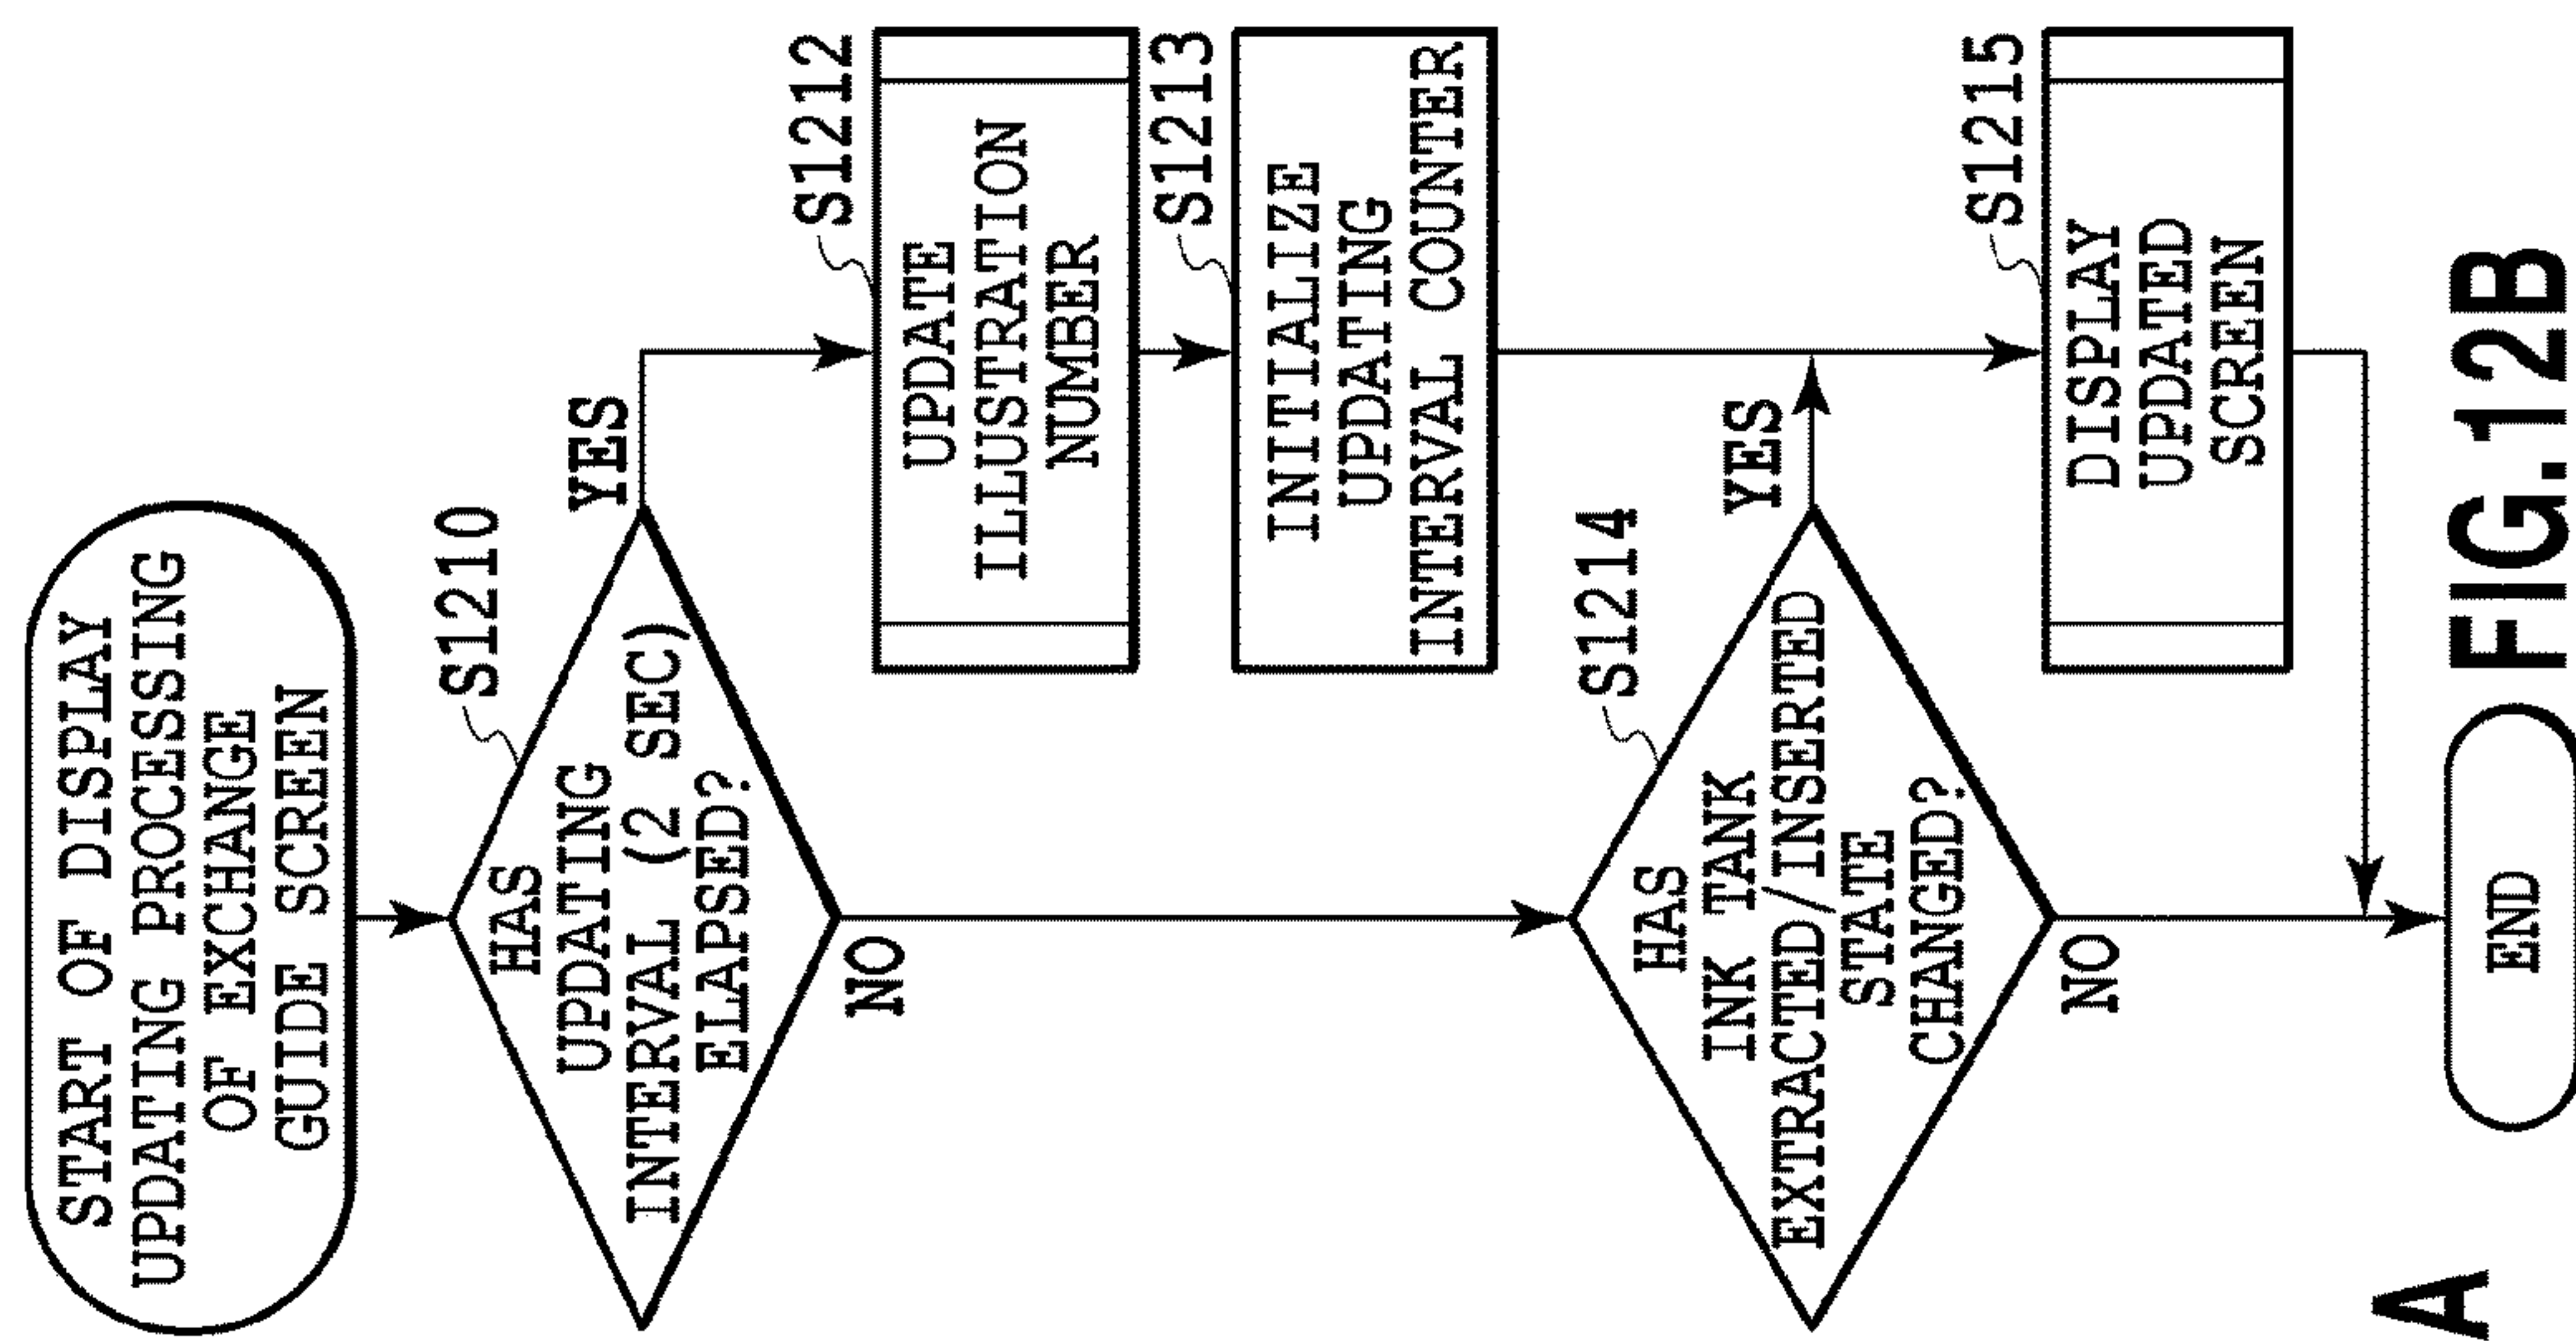 START OF DISPLAY
UPDATING PROCESSING
OF EXCHANGE
GUIDE SCREEN
S1210
HAS
UPDATING
INTERVAL (2 SEC)
ELAPSED?
YES
NO
S1212
UPDATE
ILLUSTRATION
NUMBER
S1213
INITIALIZE
UPDATING
INTERVAL COUNTER
S1214
HAS
INK TANK
EXTRACTED/INSERTED
STATE
CHANGED?
YES
NO
S1215
DISPLAY
UPDATED
SCREEN
END
A
FIG.12B